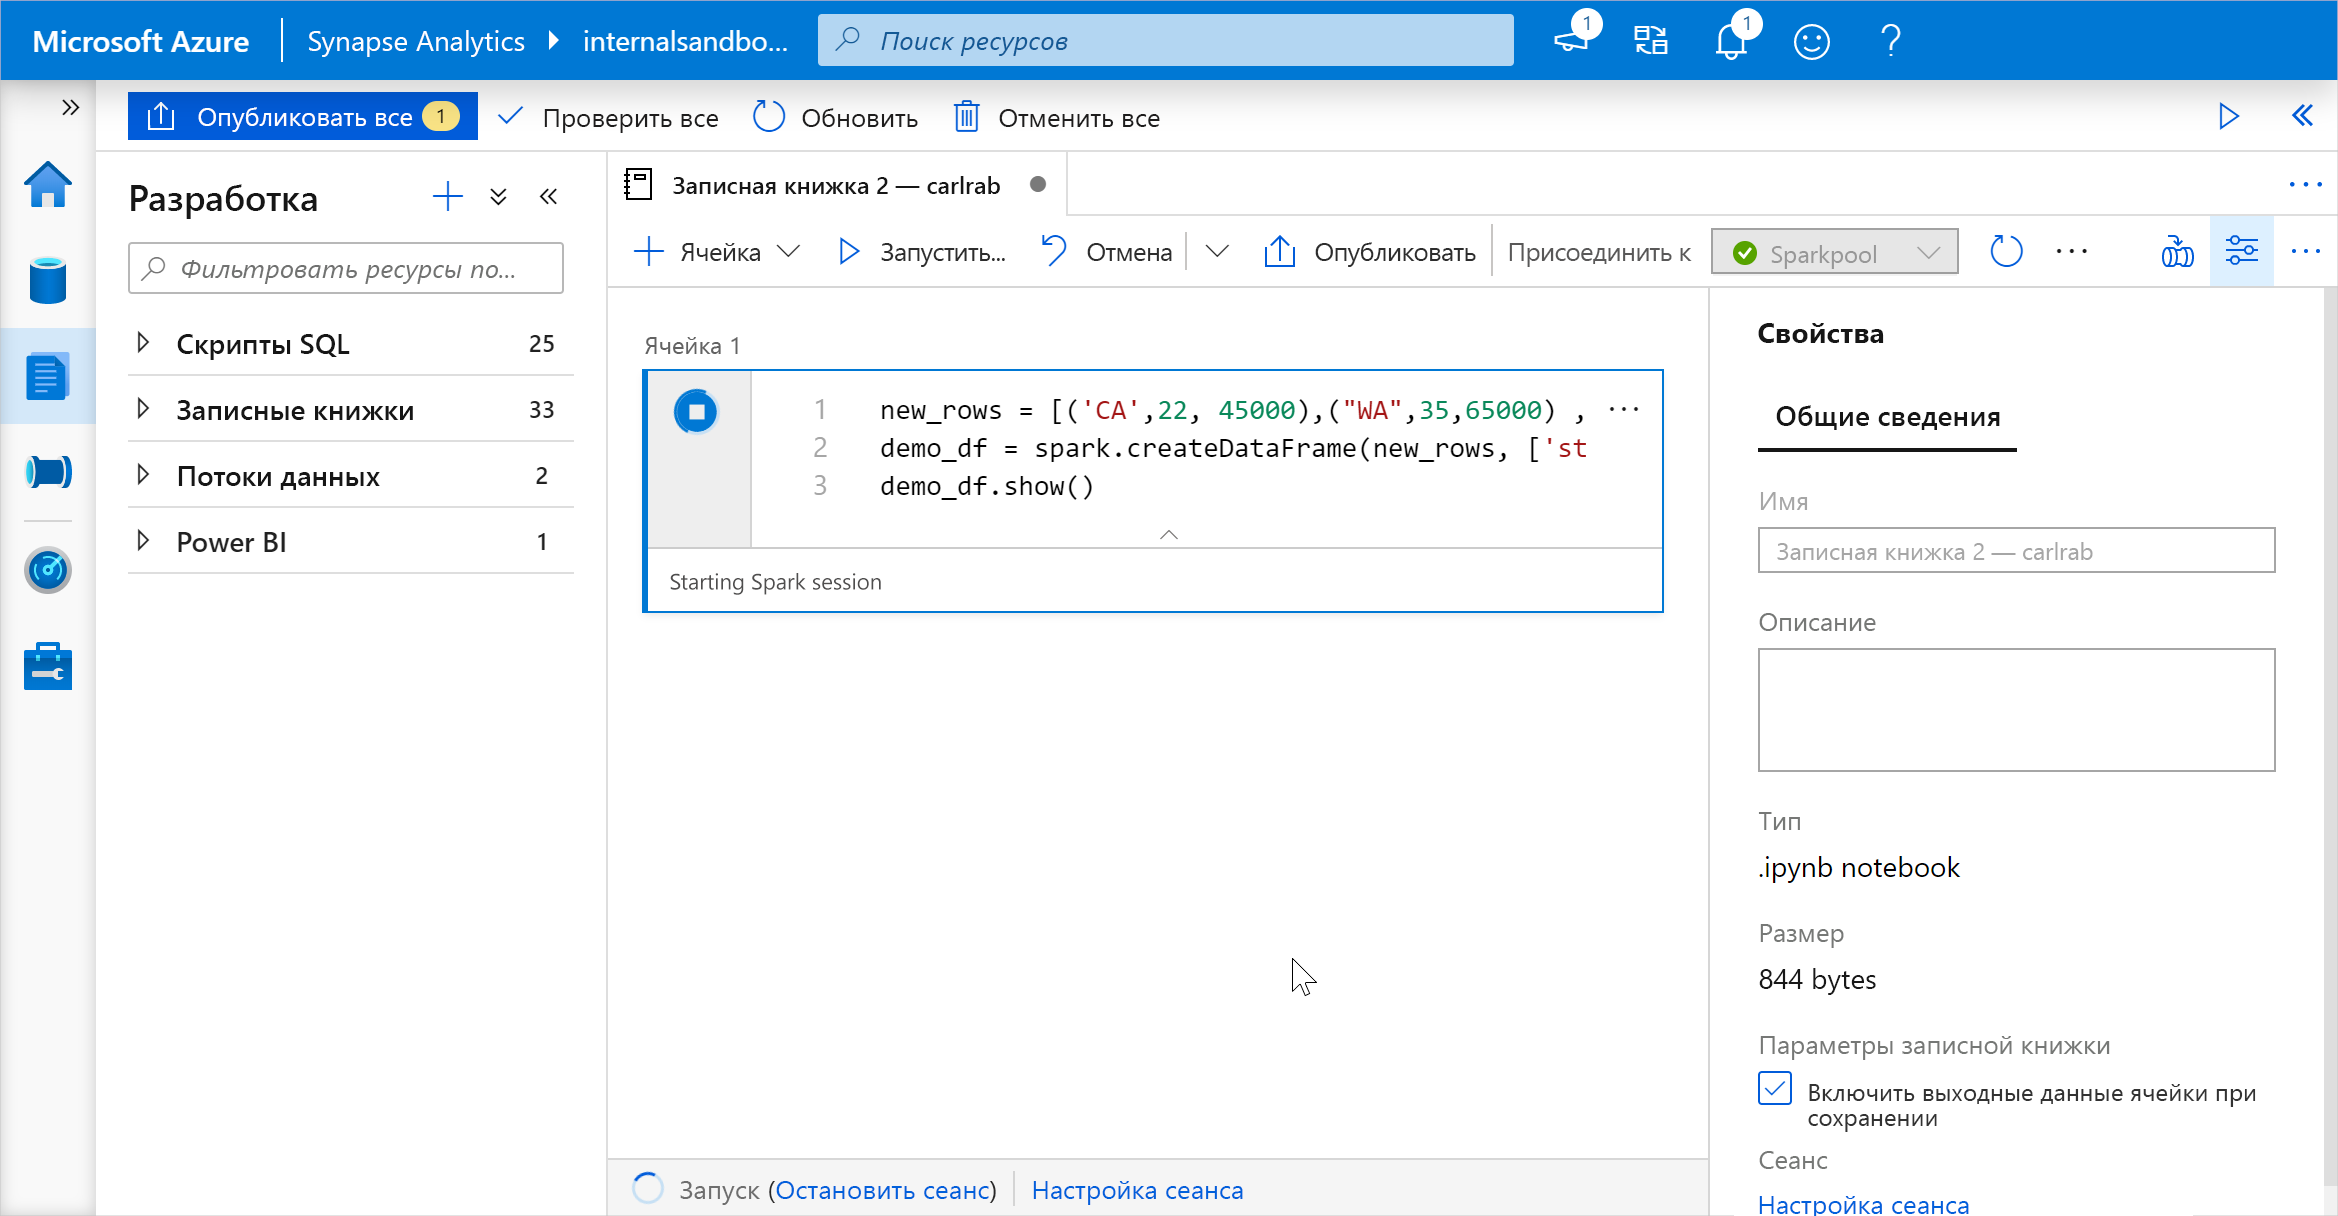 Microsoft Azure
Synapse Analytics
internalsandbo...
Поиск ресурсов
1
1
Опубликовать все 1
Проверить все
Обновить
Отменить все
Разработка
Фильтровать ресурсы по...
Скрипты SQL 25
Записные книжки 33
Потоки данных 2
Power BI 1
Записная книжка 2 — carlrab
Ячейка
Запустить...
Отмена
Опубликовать
Присоединить к
Sparkpool
Ячейка 1
1 new_rows = [('CA',22, 45000),("WA",35,65000) ,
2 demo_df = spark.createDataFrame(new_rows, ['st
3 demo_df.show()
Starting Spark session
Запуск (Остановить сеанс)
Настройка сеанса
Свойства
Общие сведения
Имя
Записная книжка 2 — carlrab
Описание
Тип
.ipynb notebook
Размер
844 bytes
Параметры записной книжки
Включить выходные данные ячейки при
сохранении
Сеанс
Настройка сеанса